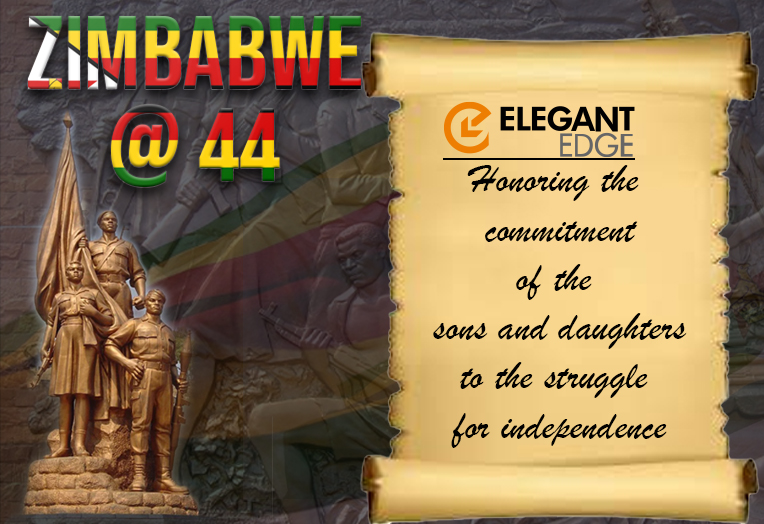 ZIMBABWE
@ 44
ELEGANT
EDGE
Honoring the
commitment
of the
sons and daughters
to the struggle
for independence